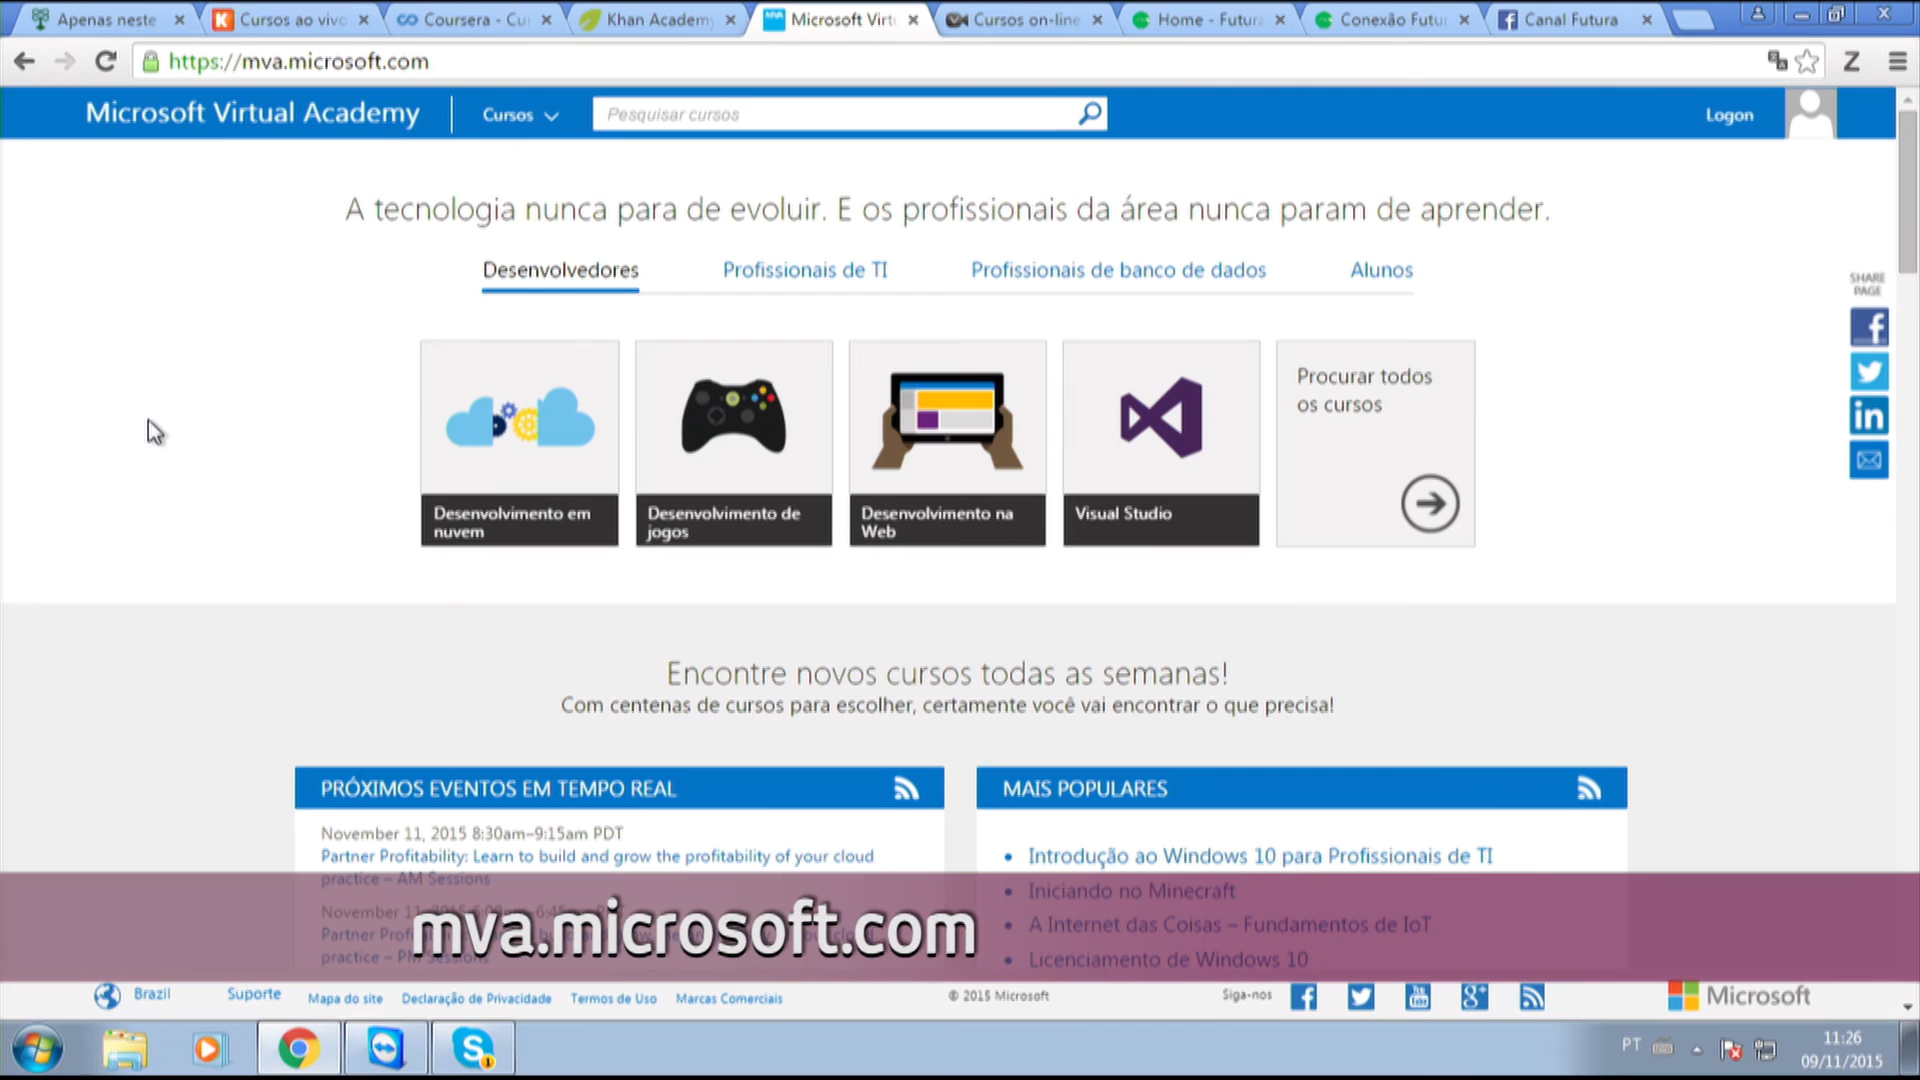 Apenas neste
Cursos ao vivo
Coursera - Cu
Khan Academy
Microsoft Virtu
Cursos on-line
Home - Futura
Conexão Futur
Canal Futura
https://mva.microsoft.com
Z
Microsoft Virtual Academy
Cursos
Pesquisar cursos
Logon
A tecnologia nunca para de evoluir. E os profissionais da área nunca param de aprender.
Desenvolvedores
Profissionais de TI
Profissionais de banco de dados
Alunos
SHARE
PAGE
Desenvolvimento em
nuvem
Desenvolvimento de
jogos
Desenvolvimento na
Web
Visual Studio
Procurar todos
os cursos
Encontre novos cursos todas as semanas!
Com centenas de cursos para escolher, certamente você vai encontrar o que precisa!
PRÓXIMOS EVENTOS EM TEMPO REAL
November 11, 2015 8:30am–9:15am PDT
Partner Profitability: Learn to build and grow the profitability of your cloud
practice – AM Sessions
MAIS POPULARES
Introdução ao Windows 10 para Profissionais de TI
Iniciando no Minecraft
A Internet das Coisas – Fundamentos de IoT
Licenciamento de Windows 10
mva.microsoft.com
Brazil
Suporte
Mapa do site
Declaração de Privacidade
Termos de Uso
Marcas Comerciais
© 2015 Microsoft
Siga-nos
Microsoft
PT
11:26
09/11/2015